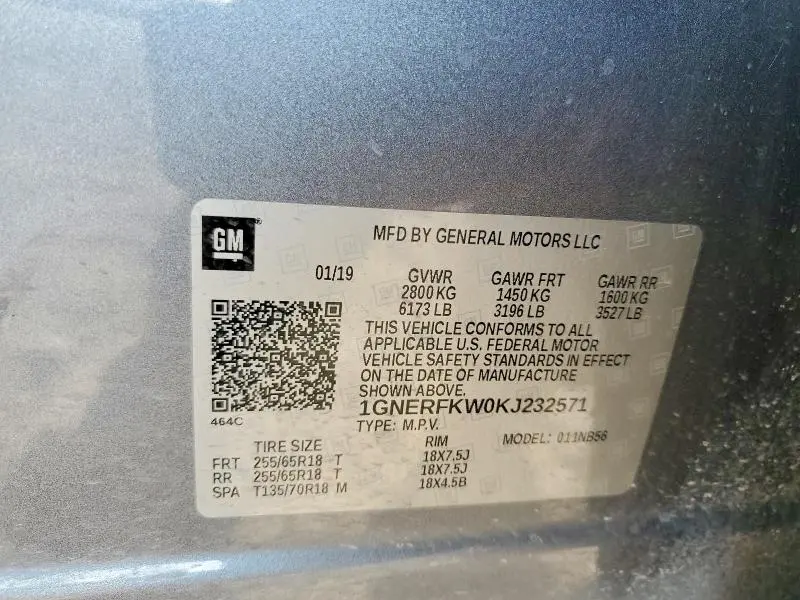 GM
MFD BY GENERAL MOTORS LLC
01/19 GVWR GAWR FRT GAWR RR
2800 KG 1450 KG 1600 KG
6173 LB 3196 LB 3527 LB
THIS VEHICLE CONFORMS TO ALL
APPLICABLE U.S. FEDERAL MOTOR
VEHICLE SAFETY STANDARDS IN EFFECT
ON THE DATE OF MANUFACTURE
SHOWN ABOVE.
1GNERFKW0KJ232571
464C
TYPE: M.P.V. MODEL: 011NB56
TIRE SIZE RIM
FRT 255/65R18 T 18X7.5J
RR 255/65R18 T 18X7.5J
SPA T135/70R18 M 18X4.5B